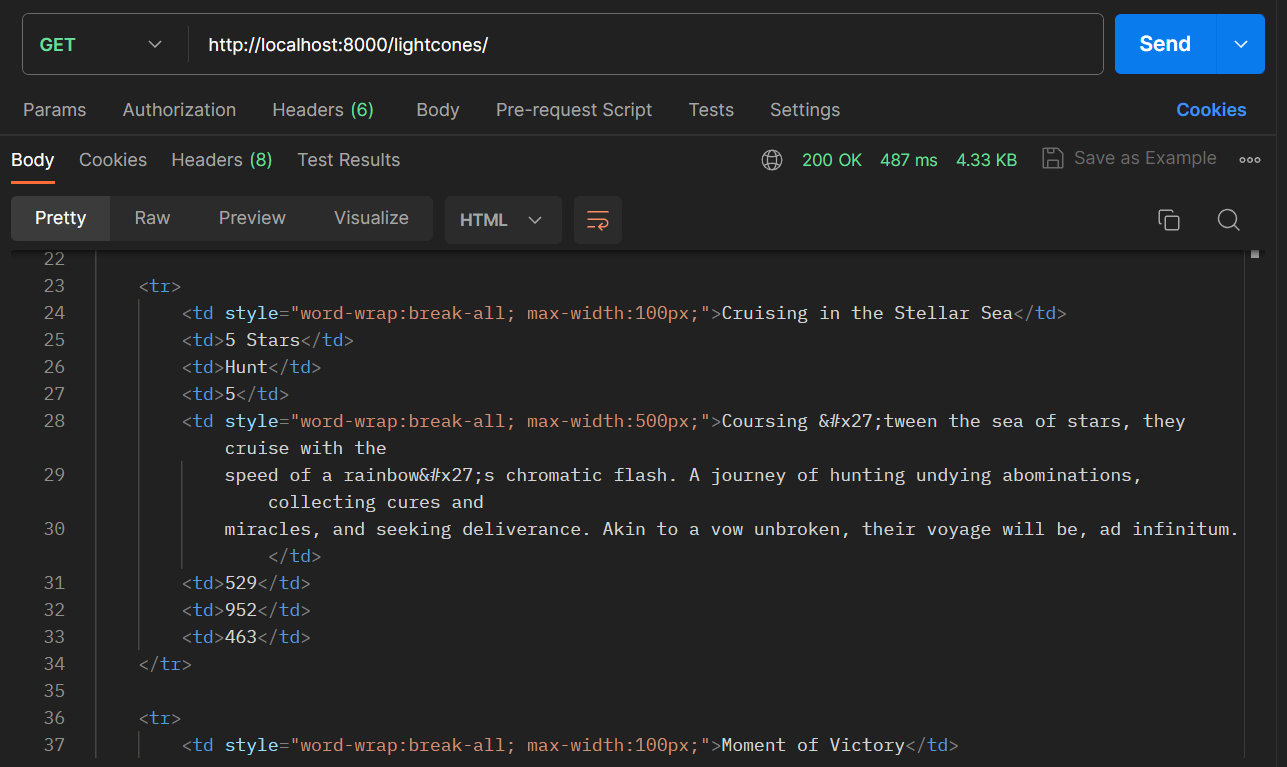 GET http://localhost:8000/lightcones/ Send
Params Authorization Headers (6) Body Pre-request Script Tests Settings Cookies
Body Cookies Headers (8) Test Results 200 OK 487 ms 4.33 KB Save as Example
Pretty Raw Preview Visualize HTML
22
23 <tr>
24 <td style="word-wrap:break-all; max-width:100px;">Cruising in the Stellar Sea</td>
25 <td>5 Stars</td>
26 <td>Hunt</td>
27 <td>5</td>
28 <td style="word-wrap:break-all; max-width:500px;">Coursing &#x27;tween the sea of stars, they
cruise with the
29 speed of a rainbow&#x27;s chromatic flash. A journey of hunting undying abominations,
collecting cures and
30 miracles, and seeking deliverance. Akin to a vow unbroken, their voyage will be, ad infinitum.
</td>
31 <td>529</td>
32 <td>952</td>
33 <td>463</td>
34 </tr>
35
36 <tr>
37 <td style="word-wrap:break-all; max-width:100px;">Moment of Victory</td>